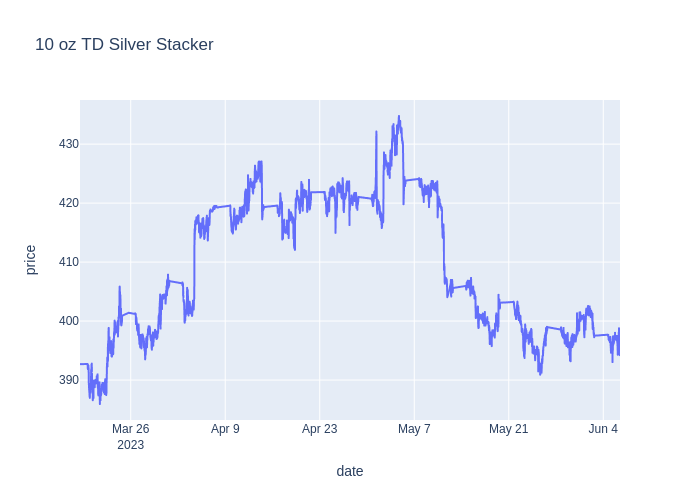 10 oz TD Silver Stacker
430
420
410
400
390
price
Mar 26
2023
Apr 9
Apr 23
May 7
May 21
Jun 4
date